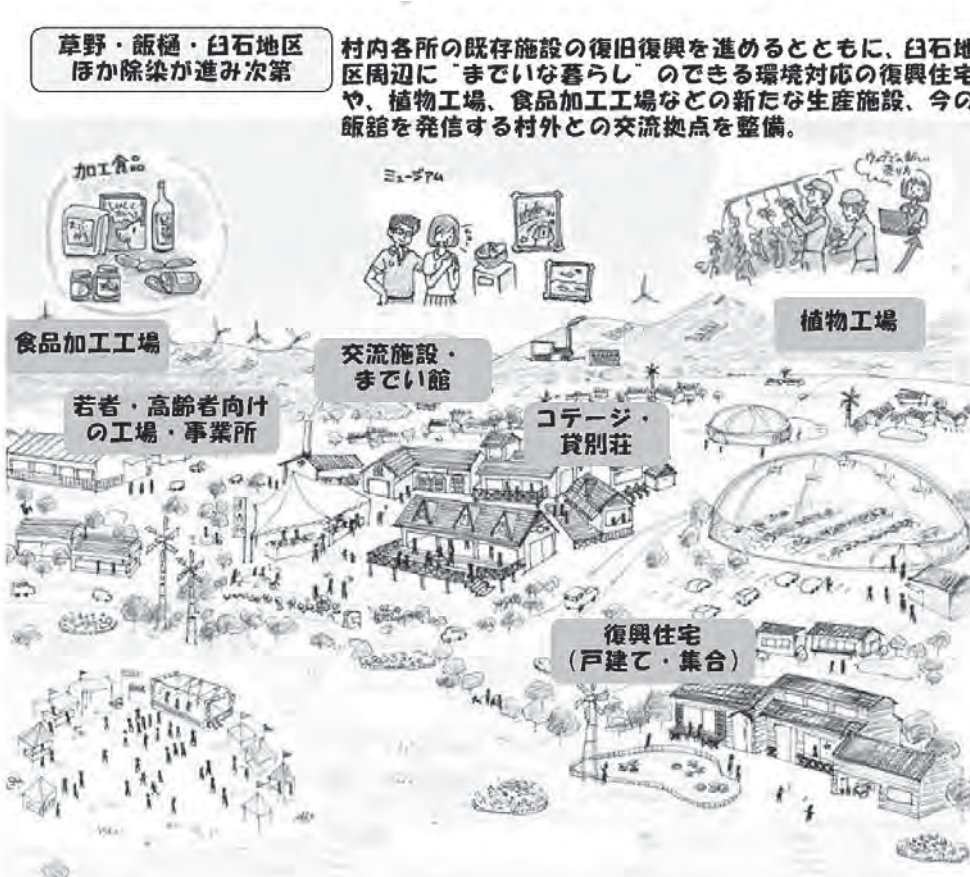 草野・飯樋・臼石地区
ほか除染が進み次第
村内各所の既存施設の復旧復興を進めるとともに、臼石地
区周辺に“までいな暮らし”のできる環境対応の復興住宅
や、植物工場、食品加工工場などの新たな生産施設、今の
飯舘を発信する村外との交流拠点を整備。
加工食品
ミュージアム
食品加工工場
交流施設・
までい館
植物工場
若者・高齢者向け
の工場・事業所
コテージ・
貸別荘
復興住宅
(戸建て・集合)